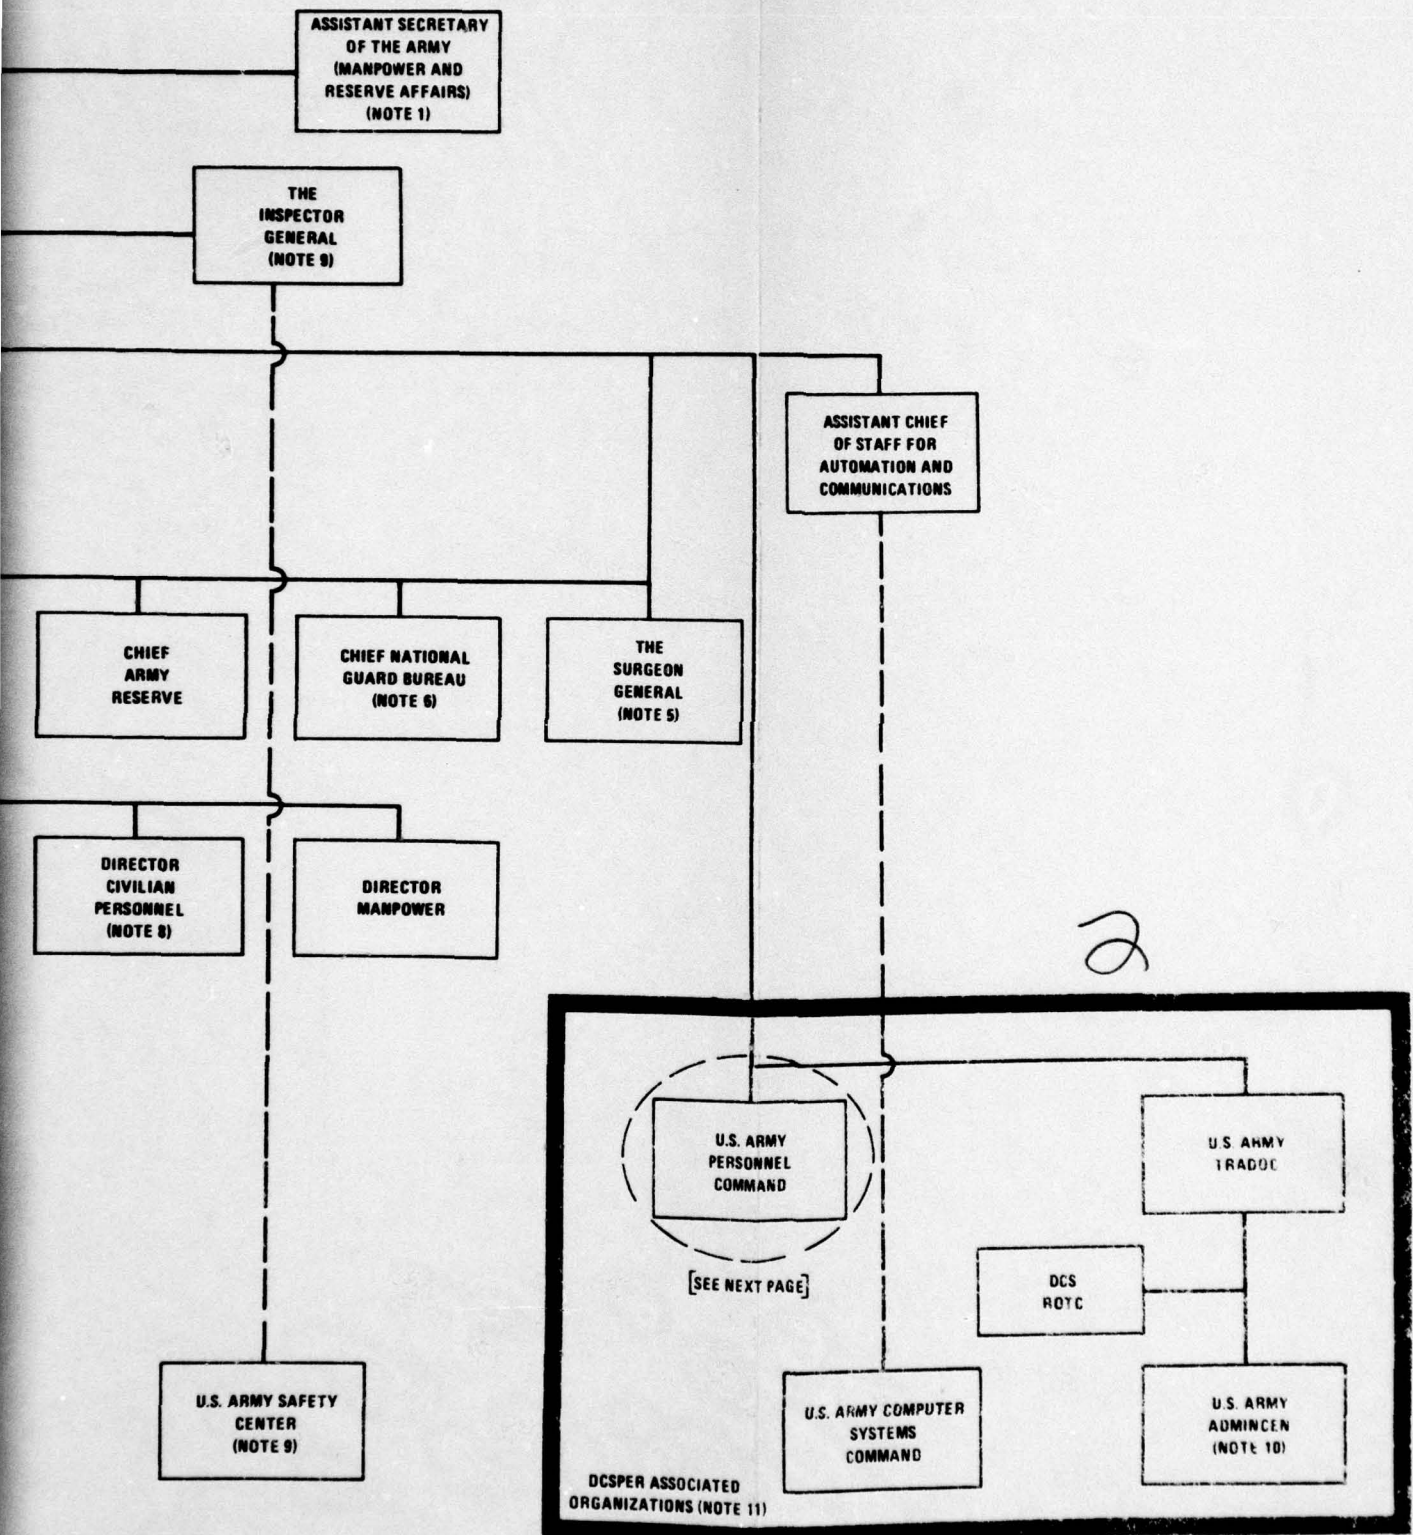 ASSISTANT SECRETARY
OF THE ARMY
(MANPOWER AND
RESERVE AFFAIRS)
(NOTE 1)
THE
INSPECTOR
GENERAL
(NOTE 9)
ASSISTANT CHIEF
OF STAFF FOR
AUTOMATION AND
COMMUNICATIONS
CHIEF
ARMY
RESERVE
CHIEF NATIONAL
GUARD BUREAU
(NOTE 6)
THE
SURGEON
GENERAL
(NOTE 5)
DIRECTOR
CIVILIAN
PERSONNEL
(NOTE 8)
DIRECTOR
MANPOWER
2
U.S. ARMY
PERSONNEL
COMMAND
[SEE NEXT PAGE]
U.S. ARMY
TRADOC
DCS
ROTC
U.S. ARMY SAFETY
CENTER
(NOTE 9)
U.S. ARMY COMPUTER
SYSTEMS
COMMAND
U.S. ARMY
ADMINCEN
(NOTE 10)
DCSPER ASSOCIATED
ORGANIZATIONS (NOTE 11)